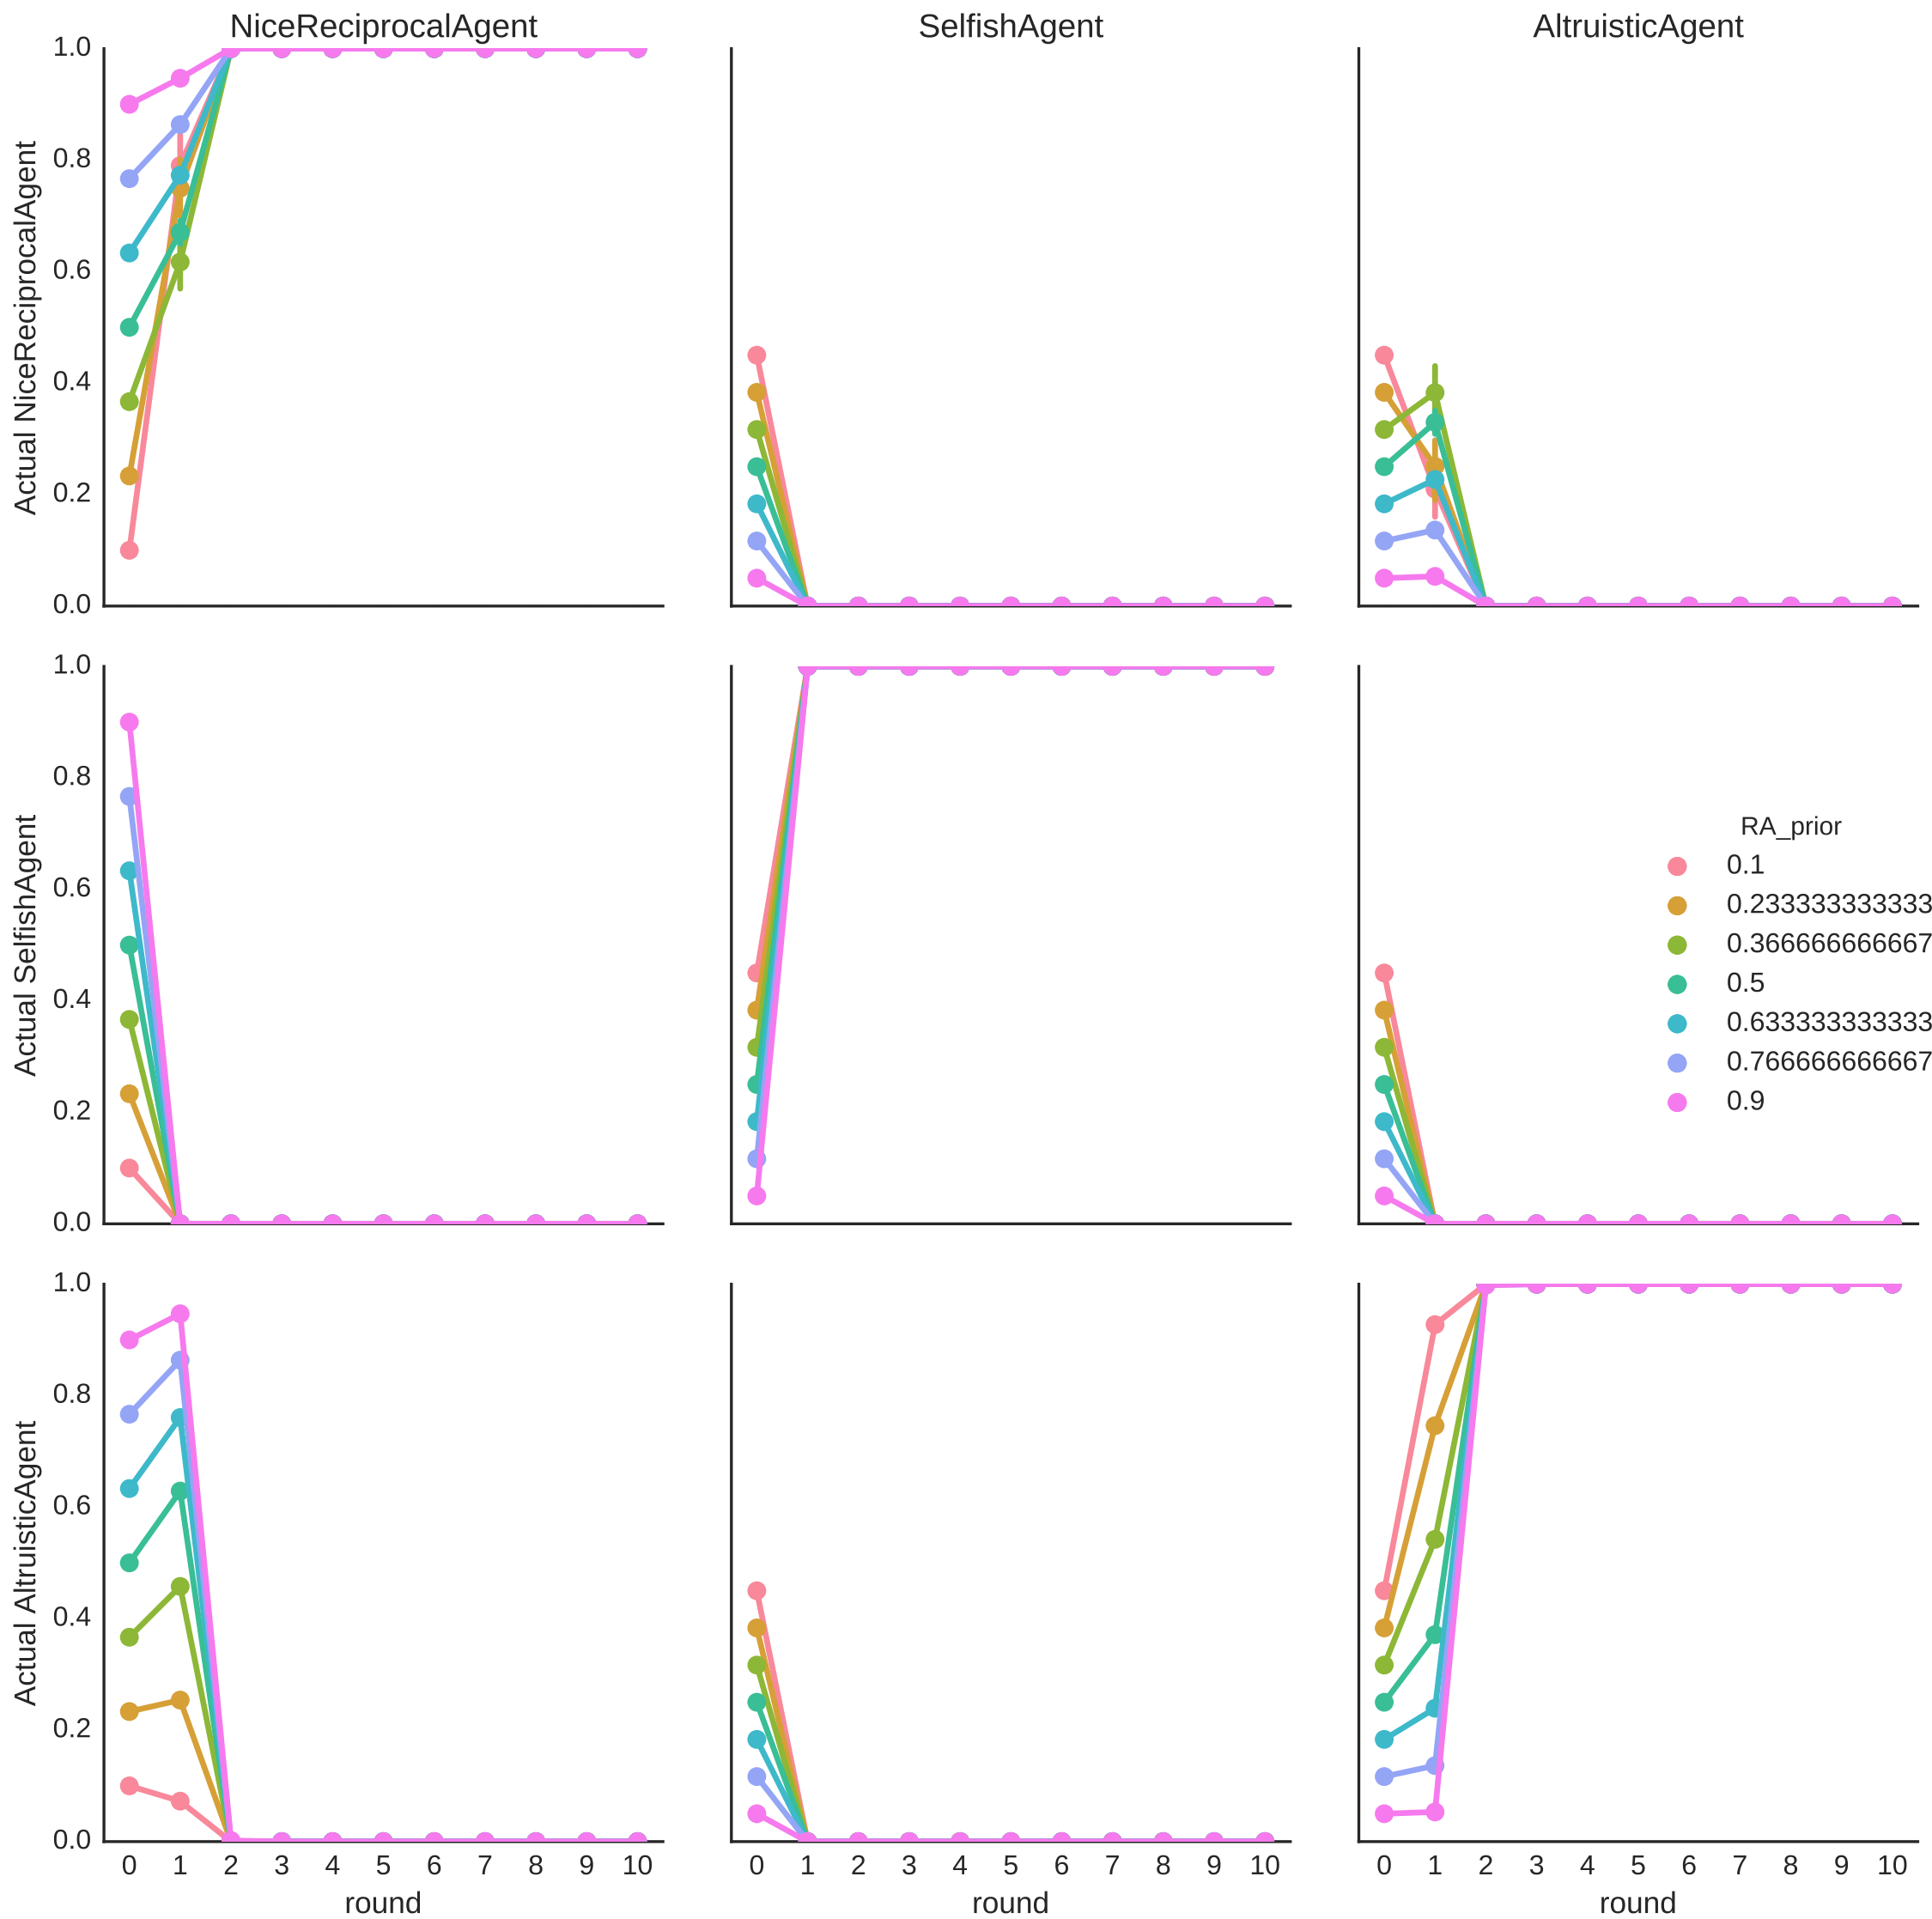 NiceReciprocalAgent
SelfishAgent
AltruisticAgent
Actual NiceReciprocalAgent
1.0
0.8
0.6
0.4
0.2
0.0
Actual SelfishAgent
1.0
0.8
0.6
0.4
0.2
0.0
RA_prior
0.1
0.233333333333
0.366666666667
0.5
0.633333333333
0.766666666667
0.9
Actual AltruisticAgent
1.0
0.8
0.6
0.4
0.2
0.0
0 1 2 3 4 5 6 7 8 9 10
round
0 1 2 3 4 5 6 7 8 9 10
round
0 1 2 3 4 5 6 7 8 9 10
round